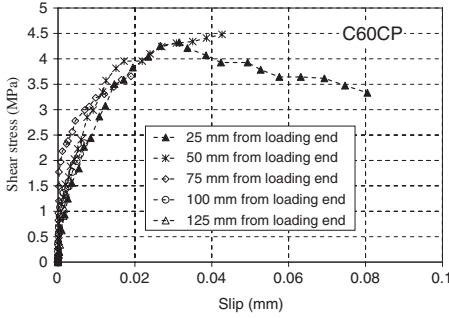 C60CP
5
4.5
4
3.5
3
2.5
2
1.5
1
0.5
0
Shear stress (MPa)
25 mm from loading end
50 mm from loading end
75 mm from loading end
100 mm from loading end
125 mm from loading end
0 0.02 0.04 0.06 0.08 0.1
Slip (mm)